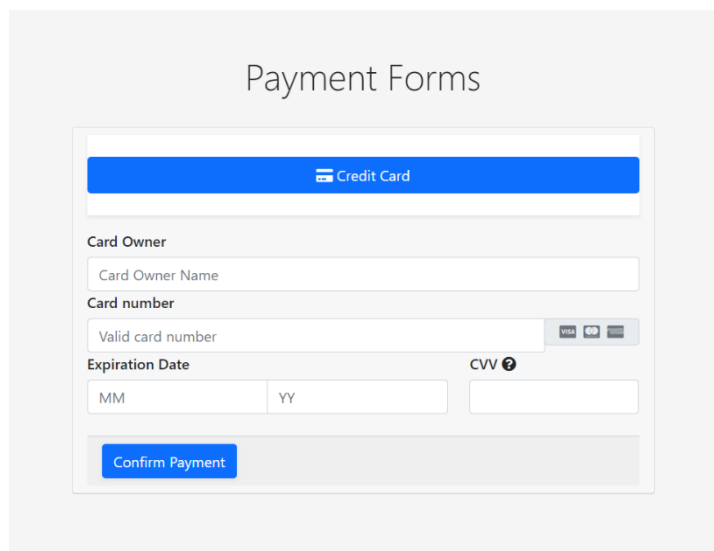 Payment Forms
Credit Card
Card Owner
Card Owner Name
Card number
Valid card number
VISA
Expiration Date CVV
MM YY
Confirm Payment